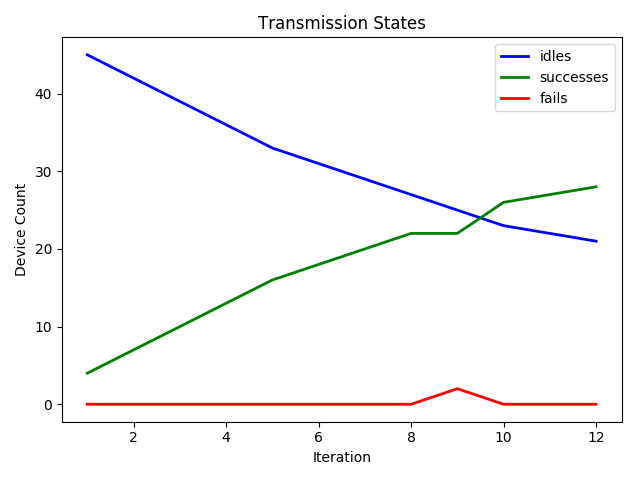 Transmission States
idles
successes
fails
Device Count
40
30
20
10
0
2 4 6 8 10 12
Iteration